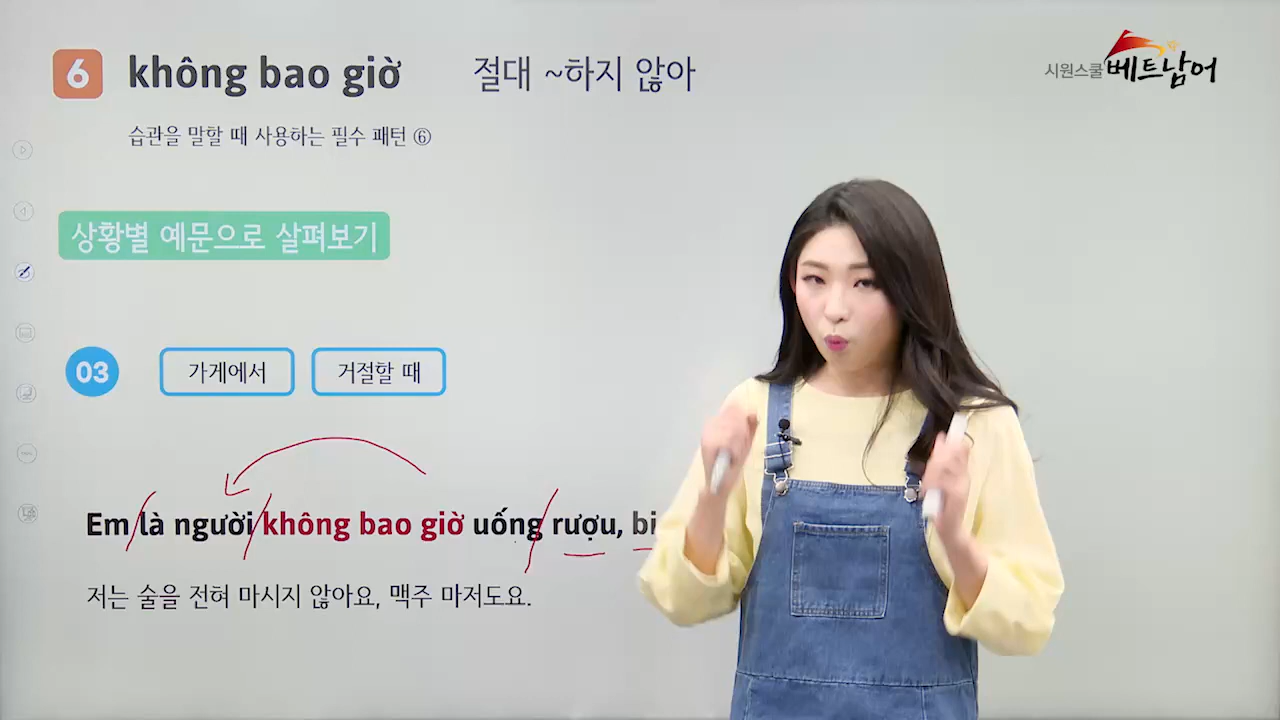 6 không bao giờ 절대 ~하지 않아
시원스쿨 베트남어
습관을 말할 때 사용하는 필수 패턴 ⑥
상황별 예문으로 살펴보기
03 가게에서 거절할 때
Em là người không bao giờ uống rượu, bi
저는 술을 전혀 마시지 않아요, 맥주 마저도요.